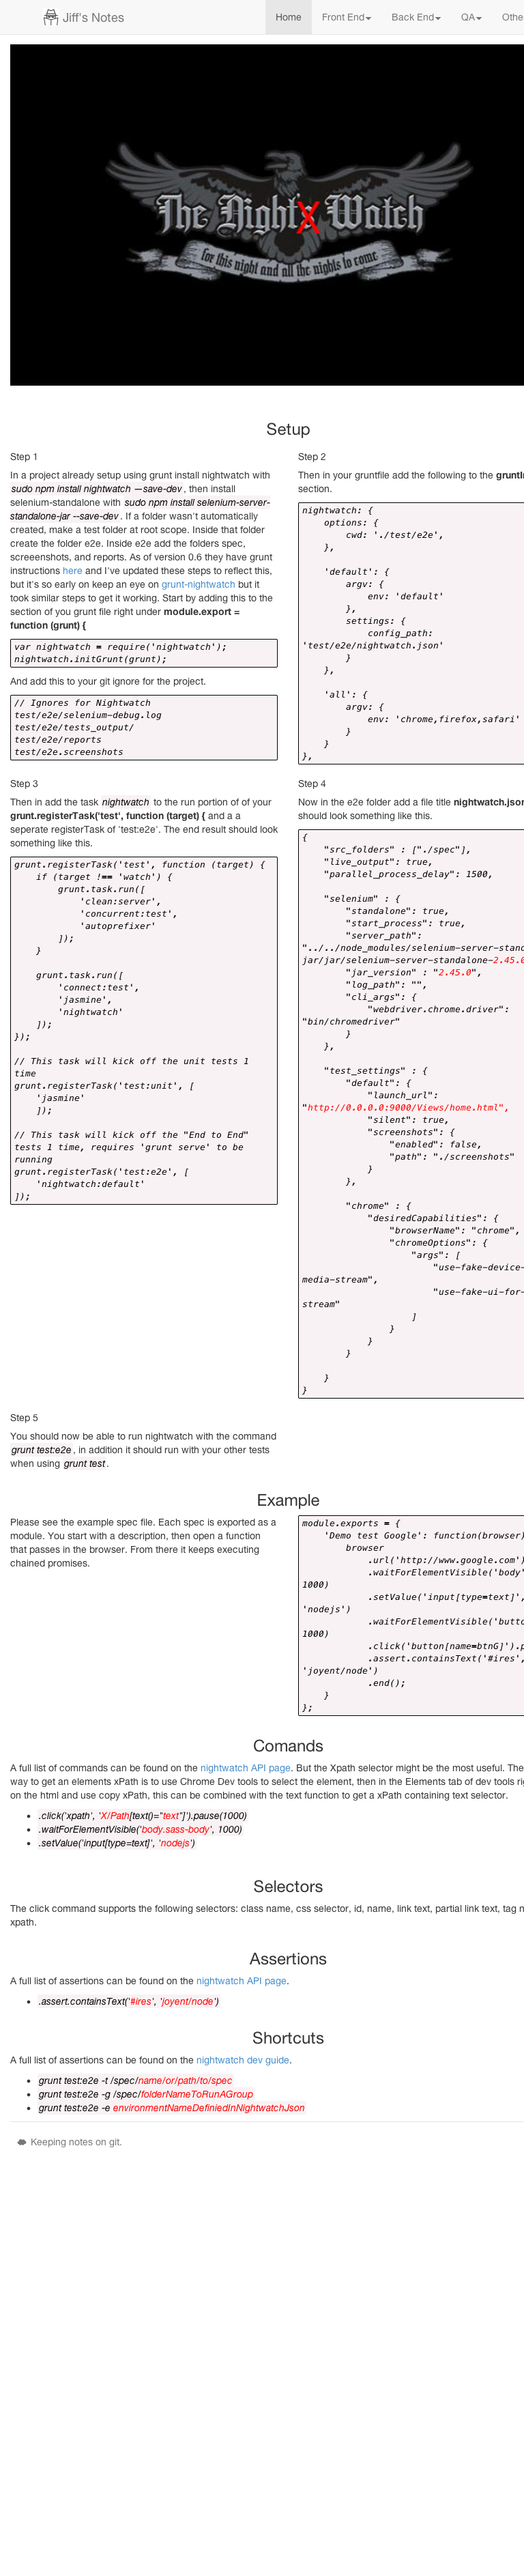 Jiff's Notes
Home
Front End
Back End
QA
The Night Watch
X
for this night and all the nights to come
Setup
Step 1
In a project already setup using grunt install nightwatch with
sudo npm install nightwatch —save-dev , then install
selenium-standalone with sudo npm install selenium-server-
standalone-jar --save-dev . If a folder wasn't automatically
created, make a test folder at root scope. Inside that folder
create the folder e2e. Inside e2e add the folders spec,
screeenshots, and reports. As of version 0.6 they have grunt
instructions here and I've updated these steps to reflect this,
but it's so early on keep an eye on grunt-nightwatch but it
took similar steps to get it working. Start by adding this to the
section of you grunt file right under module.export =
function (grunt) {
var nightwatch = require('nightwatch');
nightwatch.initGrunt(grunt);
And add this to your git ignore for the project.
// Ignores for Nightwatch
test/e2e/selenium-debug.log
test/e2e/tests_output/
test/e2e/reports
test/e2e.screenshots
Step 2
Then in your gruntfile add the following to the
section.
nightwatch: {
    options: {
        cwd: './test/e2e',
    },

    'default': {
        argv: {
            env: 'default'
        },
        settings: {
            config_path:
'test/e2e/nightwatch.json'
        }
    },

    'all': {
        argv: {
            env: 'chrome,firefox,safari'
        }
    }
},
Step 3
Then in add the task nightwatch to the run portion of of your
grunt.registerTask('test', function (target) { and a a
seperate registerTask of 'test:e2e'. The end result should look
something like this.
grunt.registerTask('test', function (target) {
    if (target !== 'watch') {
        grunt.task.run([
            'clean:server',
            'concurrent:test',
            'autoprefixer'
        ]);
    }

    grunt.task.run([
        'connect:test',
        'jasmine',
        'nightwatch'
    ]);
});

// This task will kick off the unit tests 1
time
grunt.registerTask('test:unit', [
    'jasmine'
    ]);

// This task will kick off the "End to End"
tests 1 time, requires 'grunt serve' to be
running
grunt.registerTask('test:e2e', [
    'nightwatch:default'
]);
Step 4
Now in the e2e folder add a file title nightwatch.json
should look something like this.
{
    "src_folders" : ["./spec"],
    "live_output": true,
    "parallel_process_delay": 1500,

    "selenium" : {
        "standalone": true,
        "start_process": true,
        "server_path":
"../../node_modules/selenium-server-stand
jar/jar/selenium-server-standalone-2.45.0
        "jar_version" : "2.45.0",
        "log_path": "",
        "cli_args": {
            "webdriver.chrome.driver":
"bin/chromedriver"
        }
    },

    "test_settings" : {
        "default": {
            "launch_url":
"http://0.0.0.0:9000/Views/home.html",
            "silent": true,
            "screenshots": {
                "enabled": false,
                "path": "./screenshots"
            }
        },

        "chrome" : {
            "desiredCapabilities": {
                "browserName": "chrome",
                "chromeOptions": {
                    "args": [
                        "use-fake-device-
media-stream",
                        "use-fake-ui-for-
stream"
                    ]
                }
            }
        }

    }
}
Step 5
You should now be able to run nightwatch with the command
grunt test:e2e , in addition it should run with your other tests
when using grunt test .
Example
Please see the example spec file. Each spec is exported as a
module. You start with a description, then open a function
that passes in the browser. From there it keeps executing
chained promises.
module.exports = {
    'Demo test Google': function(browser)
        browser
            .url('http://www.google.com')
            .waitForElementVisible('body'
1000)
            .setValue('input[type=text]',
'nodejs')
            .waitForElementVisible('butto
1000)
            .click('button[name=btnG]').p
            .assert.containsText('#ires',
'joyent/node')
            .end();
    }
};
Comands
A full list of commands can be found on the nightwatch API page. But the Xpath selector might be the most useful. The
way to get an elements xPath is to use Chrome Dev tools to select the element, then in the Elements tab of dev tools
on the html and use copy xPath, this can be combined with the text function to get a xPath containing text selector.
.click('xpath', 'X/Path[text()="text"]').pause(1000)
.waitForElementVisible('body.sass-body', 1000)
.setValue('input[type=text]', 'nodejs')
Selectors
The click command supports the following selectors: class name, css selector, id, name, link text, partial link text, tag
xpath.
Assertions
A full list of assertions can be found on the nightwatch API page.
.assert.containsText('#ires', 'joyent/node')
Shortcuts
A full list of assertions can be found on the nightwatch dev guide.
grunt test:e2e -t /spec/name/or/path/to/spec
grunt test:e2e -g /spec/folderNameToRunAGroup
grunt test:e2e -e environmentNameDefiniedInNightwatchJson
Keeping notes on git.